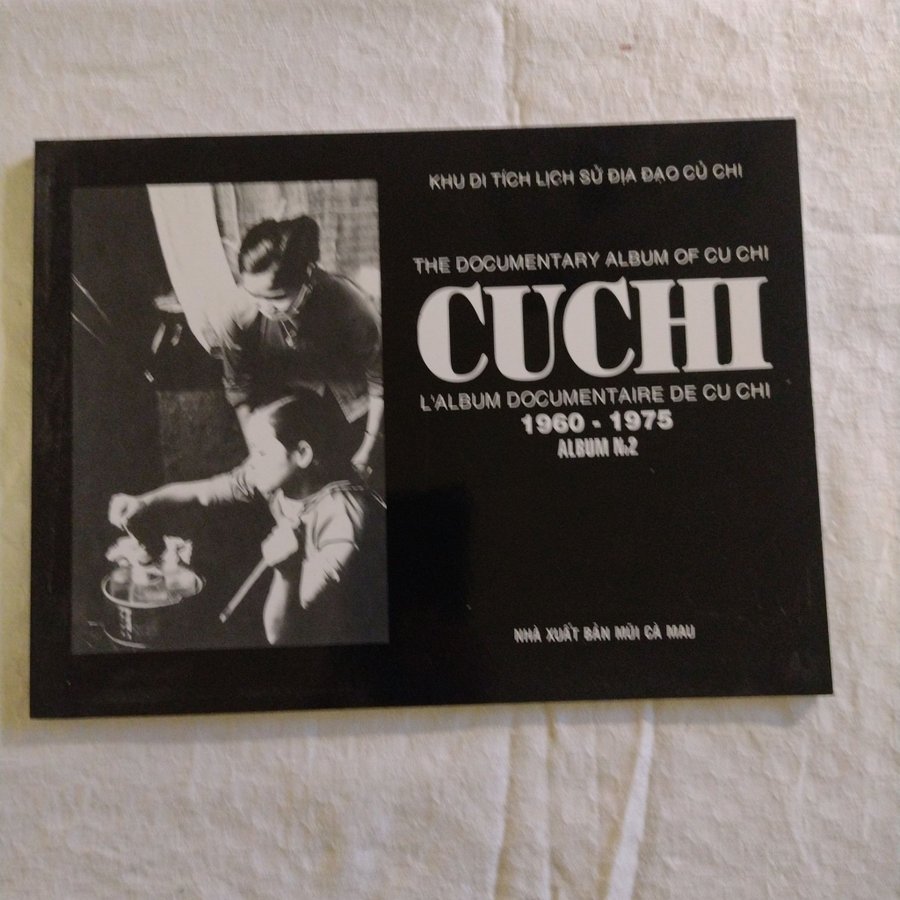 KHU DI TÍCH LỊCH SỬ ĐỊA ĐẠO CỦ CHI
THE DOCUMENTARY ALBUM OF CU CHI
CUCHI
L'ALBUM DOCUMENTAIRE DE CU CHI
1960 - 1975
ALBUM No2
NHÀ XUẤT BẢN MŨI CÀ MAU